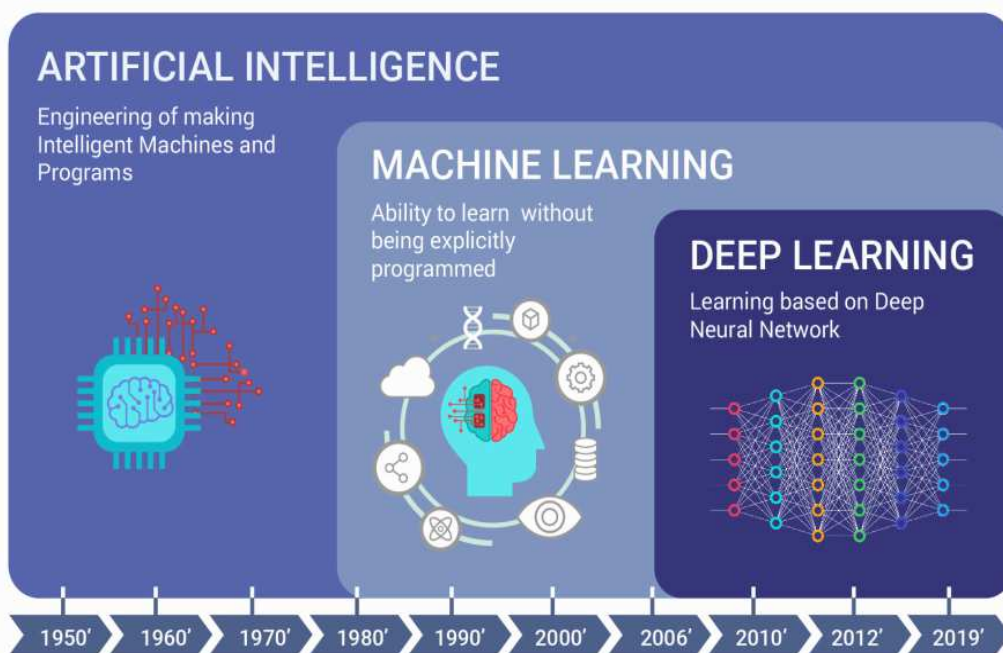 ARTIFICIAL INTELLIGENCE
Engineering of making
Intelligent Machines and
Programs
MACHINE LEARNING
Ability to learn without
being explicitly
programmed
DEEP LEARNING
Learning based on Deep
Neural Network
1950' 1960' 1970' 1980' 1990' 2000' 2006' 2010' 2012' 2019'